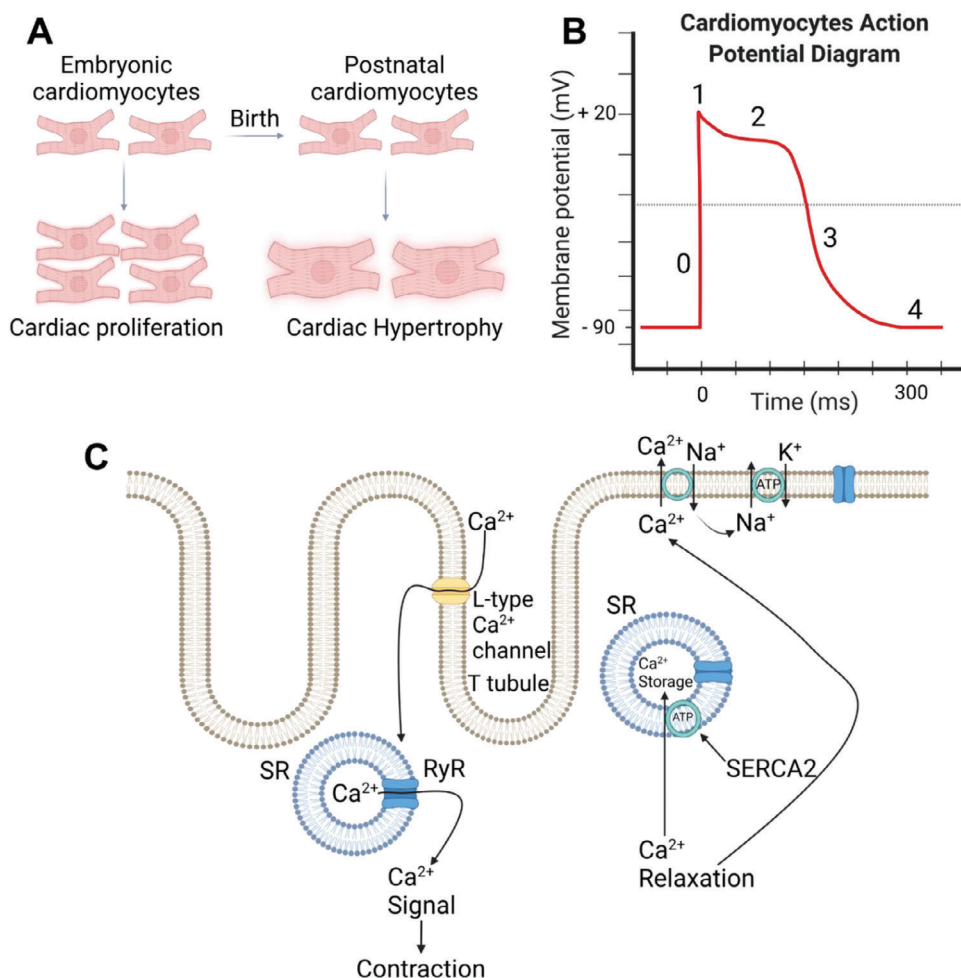 A
Embryonic
cardiomyocytes
Birth
Postnatal
cardiomyocytes
Cardiac proliferation
Cardiac Hypertrophy
B
Cardiomyocytes Action
Potential Diagram
Membrane potential (mV)
+ 20
- 90
1
2
0
3
4
0
300
Time (ms)
C
Ca²⁺
L-type
Ca²⁺
channel
T tubule
SR
RyR
Ca²⁺
Ca²⁺
Signal
Contraction
Ca²⁺
Na⁺
K⁺
ATP
Ca²⁺
Na⁺
SR
Ca²⁺
Storage
ATP
SERCA2
Ca²⁺
Relaxation